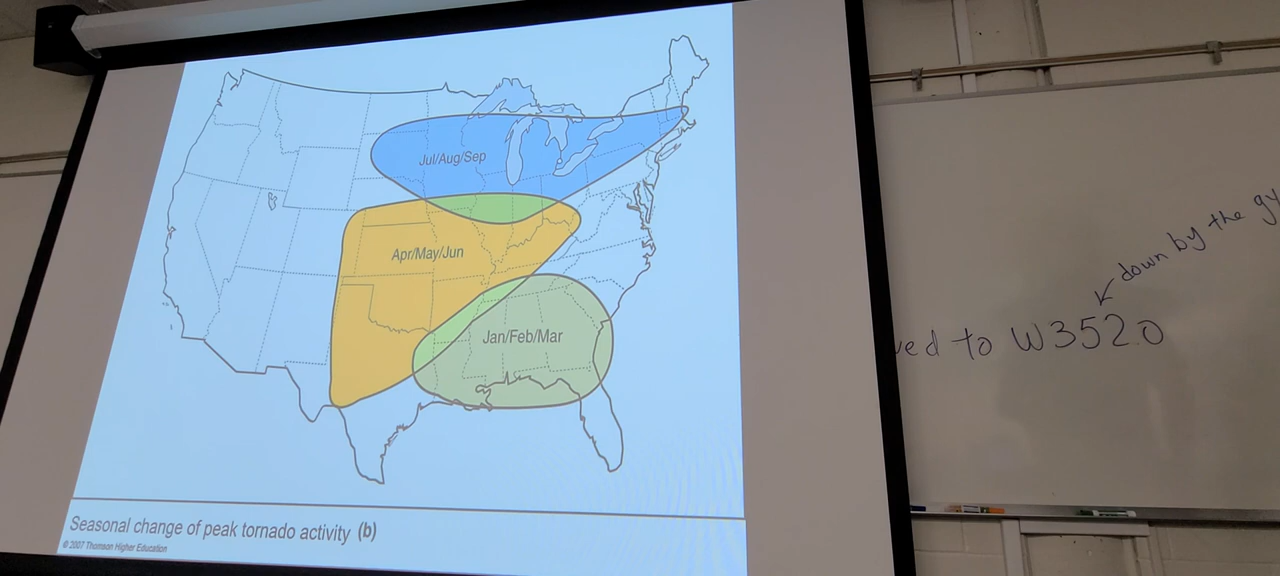 Jul/Aug/Sep
Apr/May/Jun
Jan/Feb/Mar
Seasonal change of peak tornado activity (b)
© 2007 Thomson Higher Education
down by the
to W3520